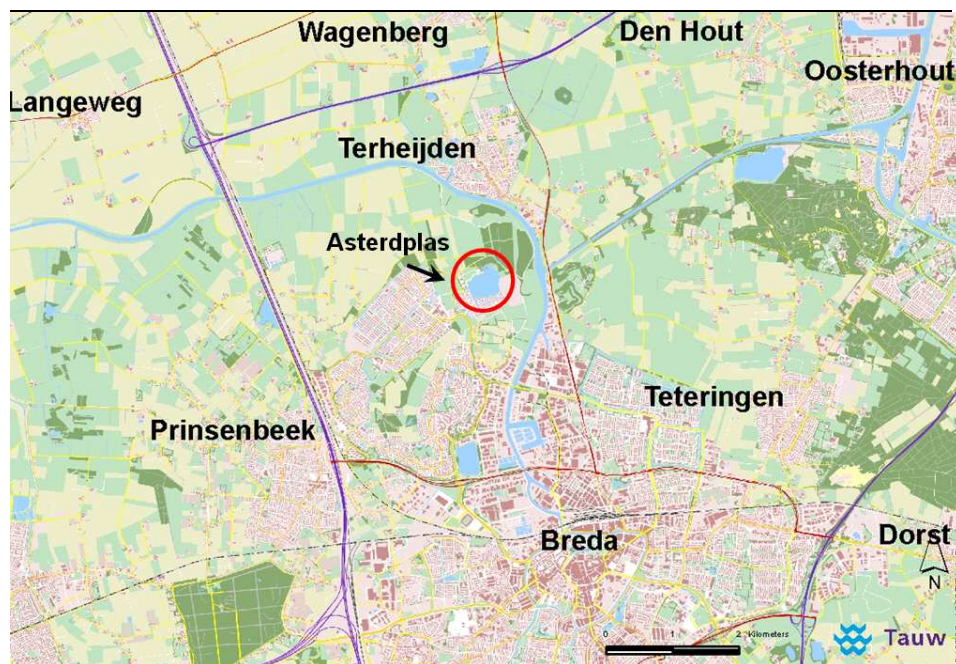 Wagenberg
Den Hout
Oosterhout
Langeweg
Terheijden
Asterdplas
Teteringen
Prinsenbeek
Breda
Dorst
N
0 1 2 Kilometers
Tauw